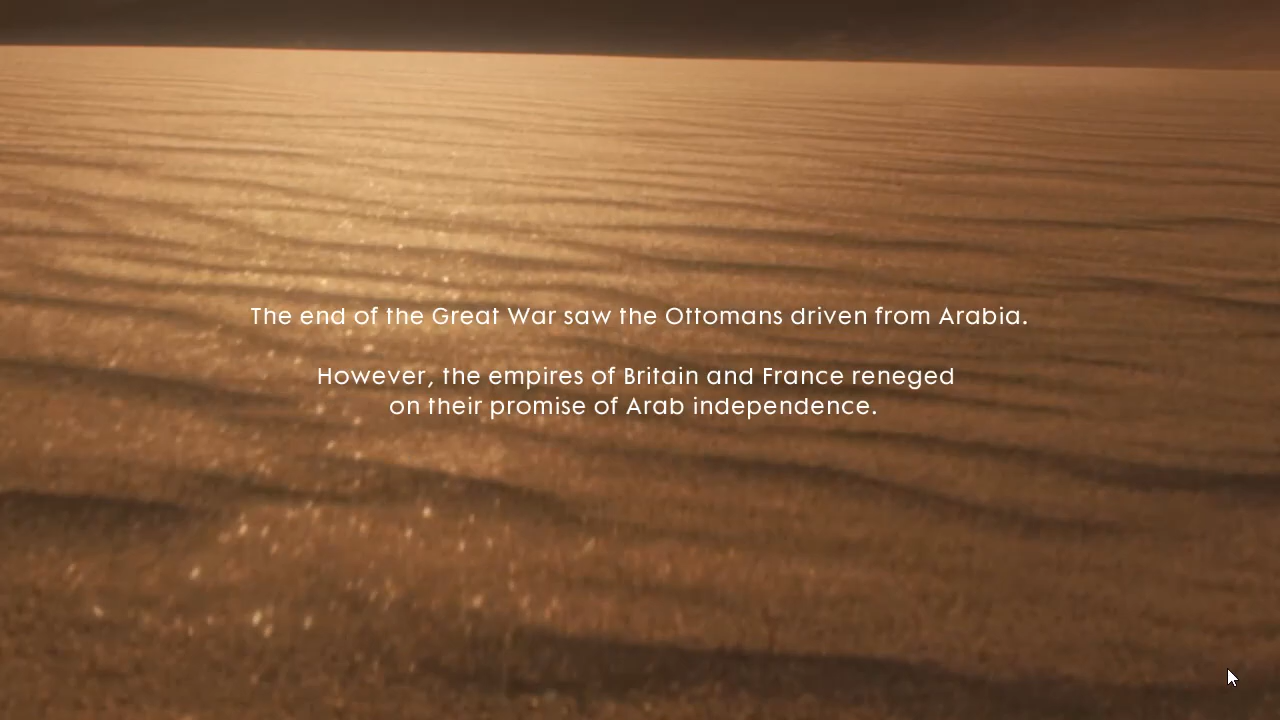 The end of the Great War saw the Ottomans driven from Arabia.
However, the empires of Britain and France reneged
on their promise of Arab independence.